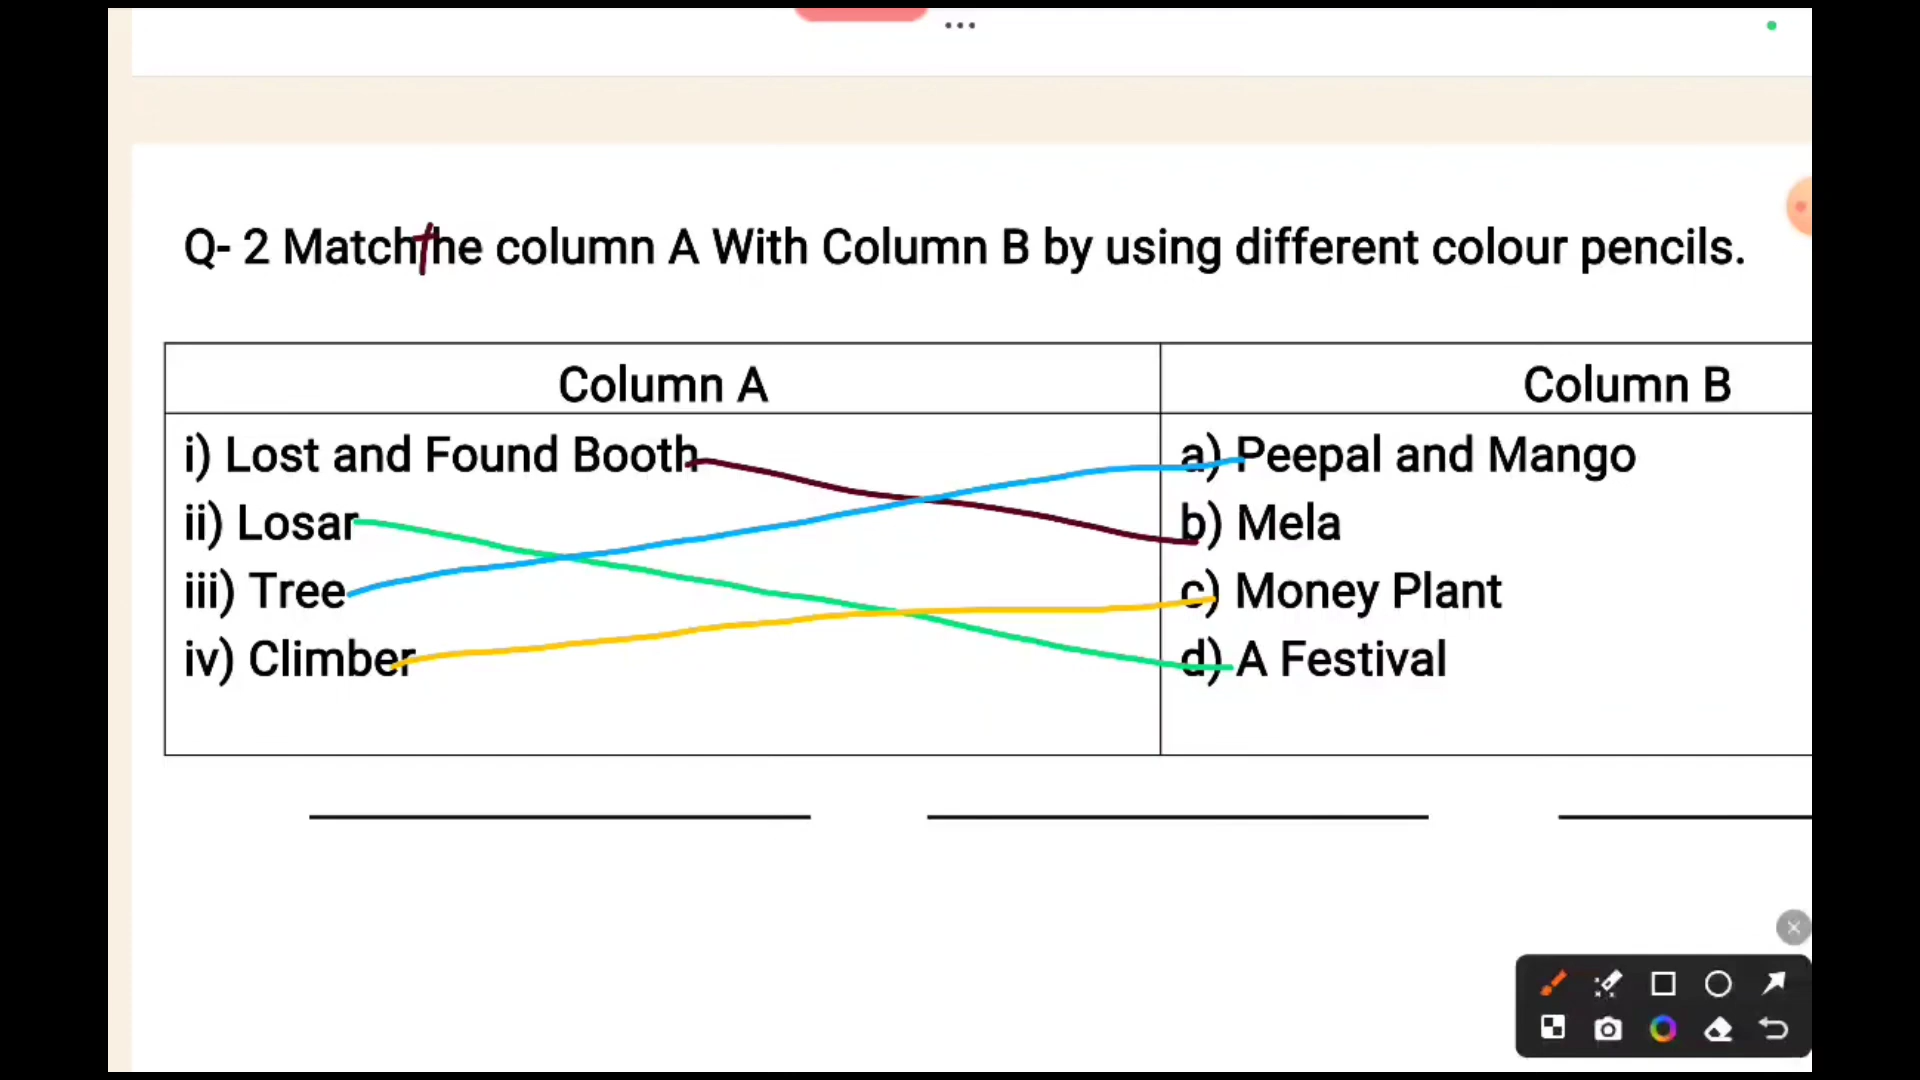 Q- 2 Match the column A With Column B by using different colour pencils.
Column A
Column B
i) Lost and Found Booth
ii) Losar
iii) Tree
iv) Climber
a) Peepal and Mango
b) Mela
c) Money Plant
d) A Festival